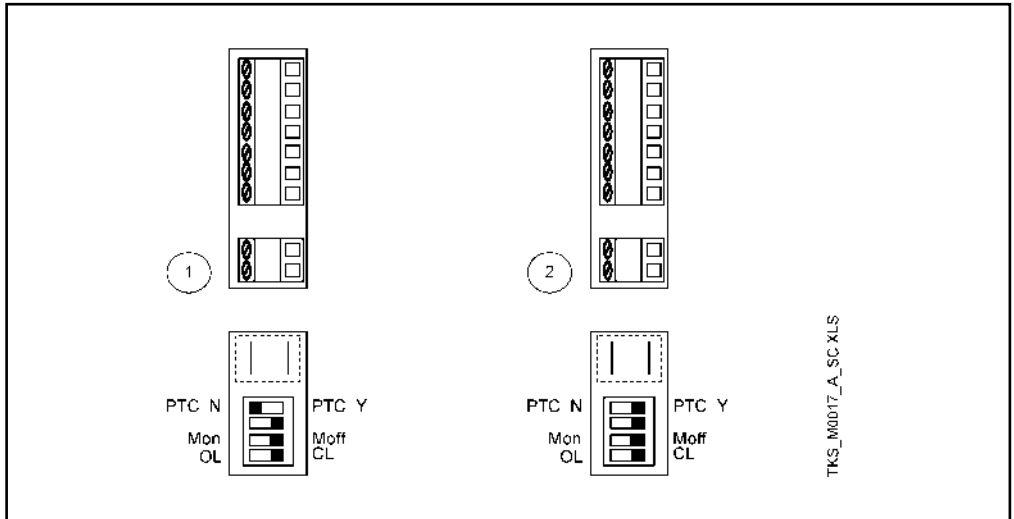 1
2
PTC N
PTC Y
Mon
Moff
OL
CL
PTC N
PTC Y
Mon
Moff
OL
CL
TKS_M0017_A_SC.XLS